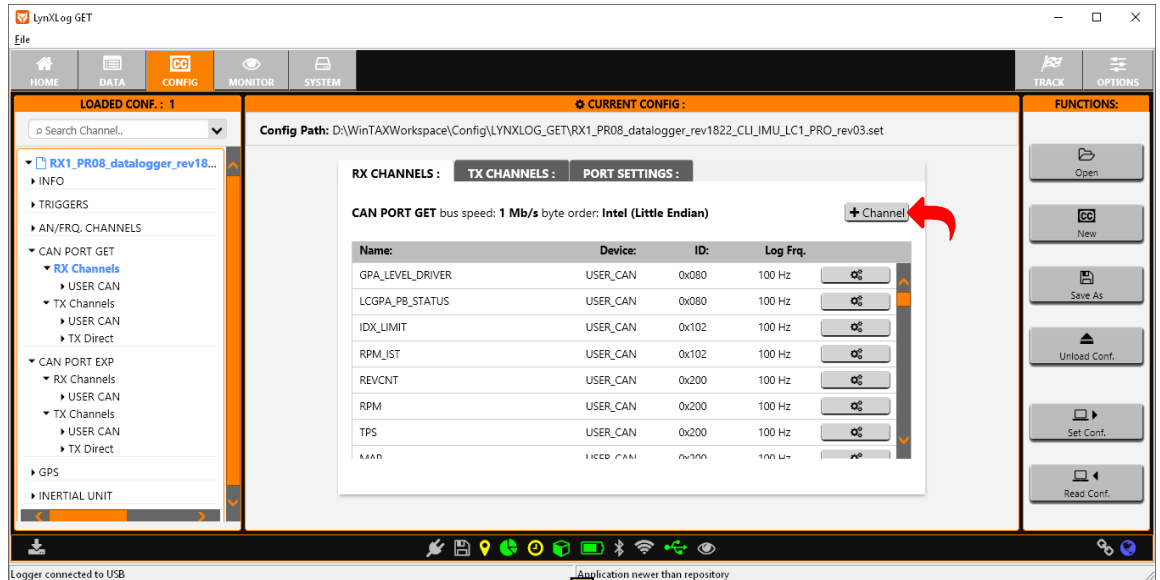 LynXLog GET
File
HOME
DATA
CONFIG
MONITOR
SYSTEM
TRACK
OPTIONS
LOADED CONF. : 1
Search Channel..
RX1_PR08_datalogger_rev18...
INFO
TRIGGERS
AN/FRQ. CHANNELS
CAN PORT GET
RX Channels
USER CAN
TX Channels
USER CAN
TX Direct
CAN PORT EXP
RX Channels
USER CAN
TX Channels
USER CAN
TX Direct
GPS
INERTIAL UNIT
CURRENT CONFIG :
Config Path: D:\WinTAXWorkspace\Config\LYNXLOG_GET\RX1_PR08_datalogger_rev1822_CLI_IMU_LC1_PRO_rev03.set
RX CHANNELS : TX CHANNELS : PORT SETTINGS :
CAN PORT GET bus speed: 1 Mb/s byte order: Intel (Little Endian)
+ Channel
Name: Device: ID: Log Frq.
GPA_LEVEL_DRIVER USER_CAN 0x080 100 Hz
LCGPA_PB_STATUS USER_CAN 0x080 100 Hz
IDX_LIMIT USER_CAN 0x102 100 Hz
RPM_IST USER_CAN 0x102 100 Hz
REVCNT USER_CAN 0x200 100 Hz
RPM USER_CAN 0x200 100 Hz
TPS USER_CAN 0x200 100 Hz
MAP USER_CAN 0x200 100 Hz
FUNCTIONS:
Open
CC
New
Save As
Unload Conf.
Set Conf.
Read Conf.
Logger connected to USB
Application newer than repository